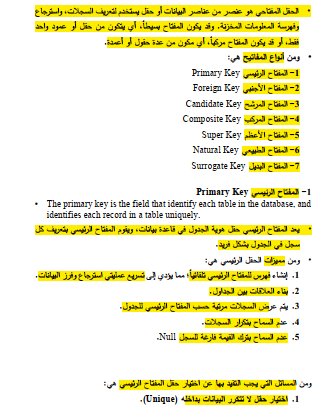 • الحقل المفتاحي هو عنصر من عناصر البيانات أو حقل يستخدم لتعريف السجلات، واسترجاع
وفهرسة المعلومات المخزنة. وقد يكون المفتاح بسيطاً، أي يتكون من حقل أو عمود واحد
فقط، أو قد يكون المفتاح مركباً، أي مكون من عدة حقول أو أعمدة.
• ومن أنواع المفاتيح هي:
1– المفتاح الرئيسي Primary Key
2– المفتاح الأجنبي Foreign Key
3– المفتاح المرشح Candidate Key
4– المفتاح المركب Composite Key
5– المفتاح الأعظم Super Key
6– المفتاح الطبيعي Natural Key
7– المفتاح البديل Surrogate Key
1– المفتاح الرئيسي Primary Key
• The primary key is the field that identify each table in the database, and
identifies each record in a table uniquely.
• يعد المفتاح الرئيسي حقل هوية الجدول في قاعدة بيانات، ويقوم المفتاح الرئيسي بتعريف كل
سجل في الجدول بشكل فريد.
• ومن مميزات الحقل الرئيسي هي:
1. إنشاء فهرس للمفتاح الرئيسي تلقائياً؛ مما يؤدي إلى تسريع عمليتي استرجاع وفرز البيانات.
2. بناء العلاقات بين الجداول.
3. يتم عرض السجلات مرتبة حسب المفتاح الرئيسي للجدول.
4. عدم السماح بتكرار السجلات.
5. عدم السماح بترك القيمة فارغة للسجل Null.
ومن المسائل التي يجب التقيد بها عن اختيار حقل المفتاح الرئيسي هي:
1. اختيار حقل لا تتكرر البيانات بداخله (Unique).